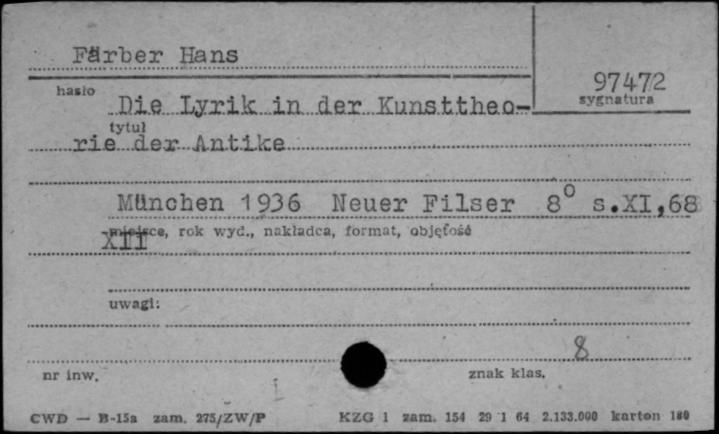 Färber Hans
97472
hasło
sygnatura
Die Lyrik in der Kunsttheo-
tytuł
rie der Antike
München 1936 Neuer Filser 8° s.XI,68
XII
miejsce, rok wyd., nakładca, format, objętość
uwagi:
8
nr inw.
znak klas.
CWD — B-15a zam. 275/ZW/P KZG 1 zam. 154 29 1 64 2.133.000 karton 180